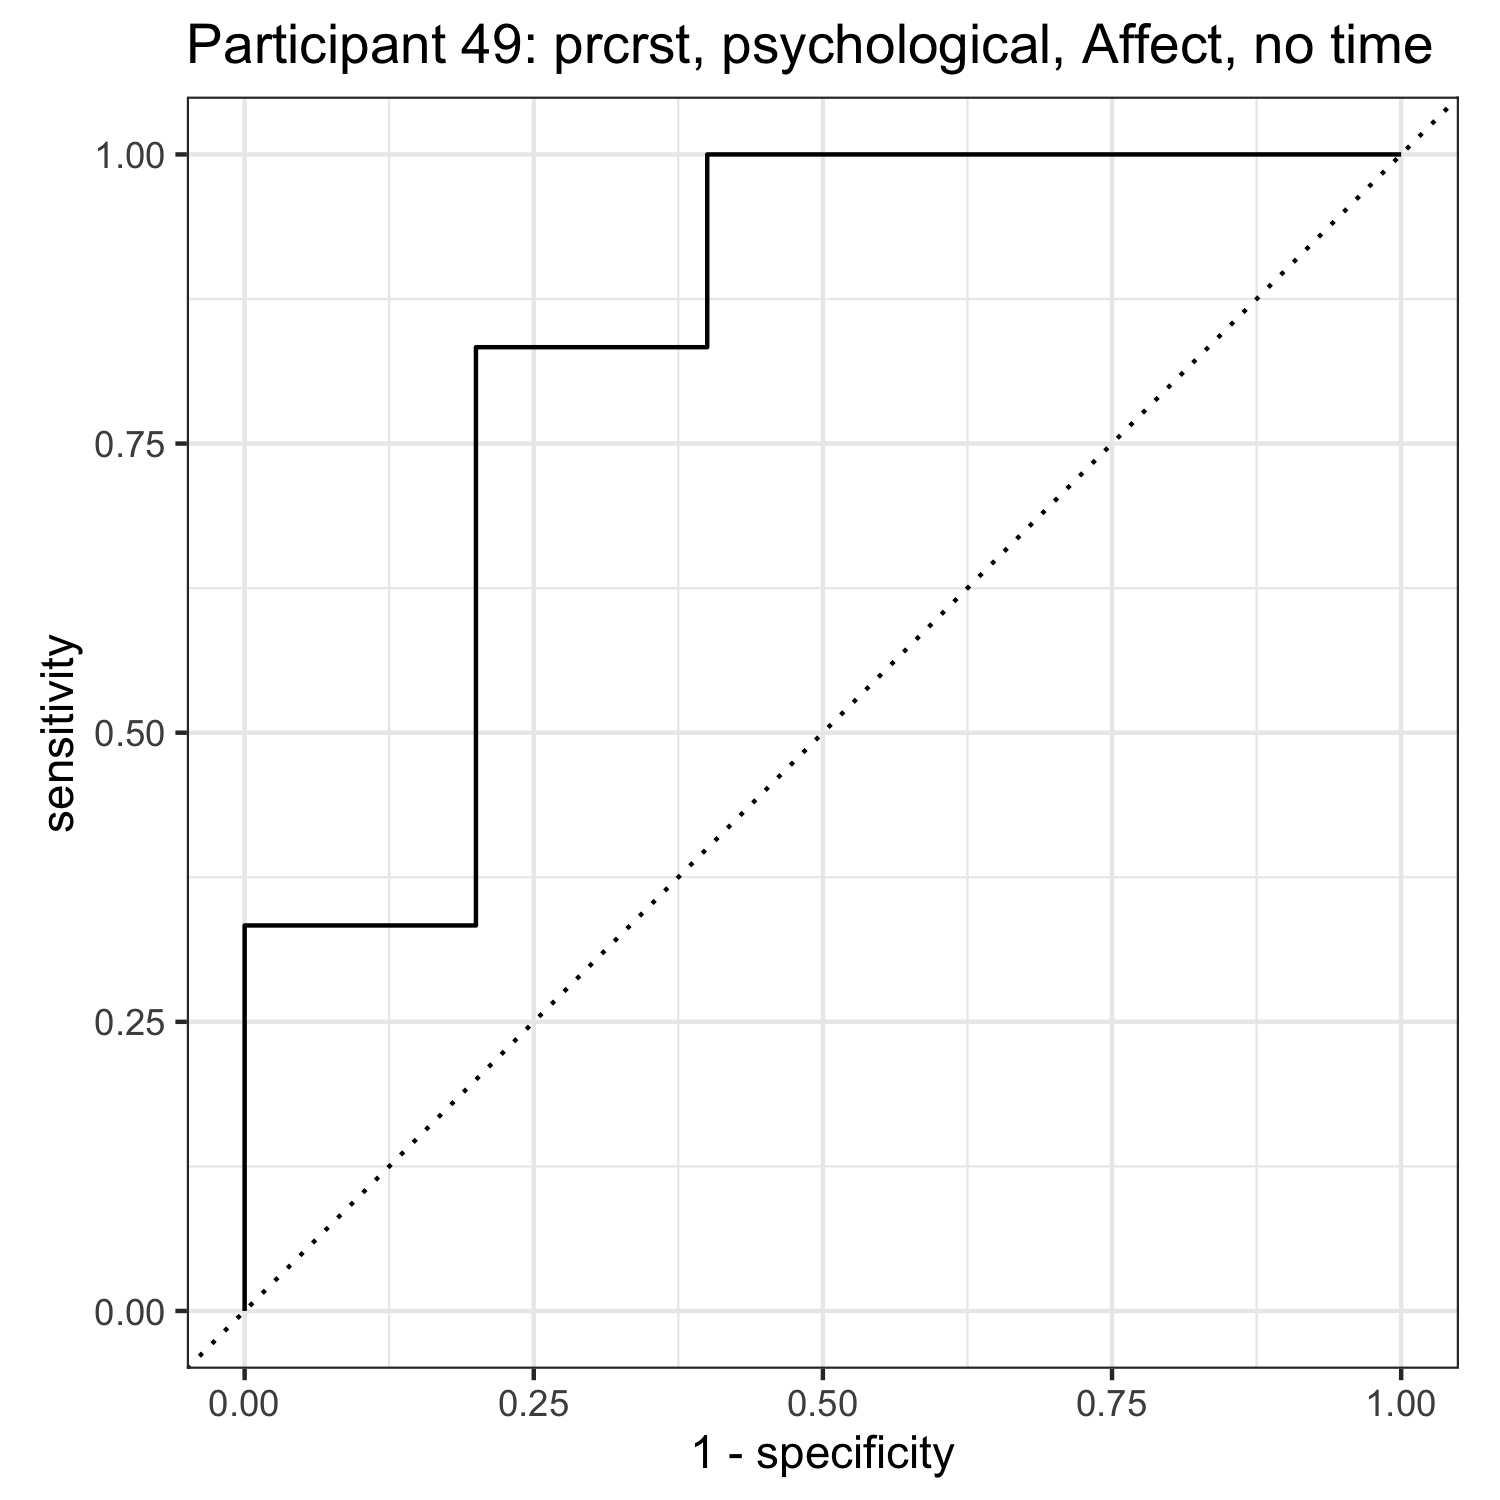 Participant 49: prcrst, psychological, Affect, no time
1.00
0.75
0.50
0.25
0.00
sensitivity
0.00 0.25 0.50 0.75 1.00
1 - specificity